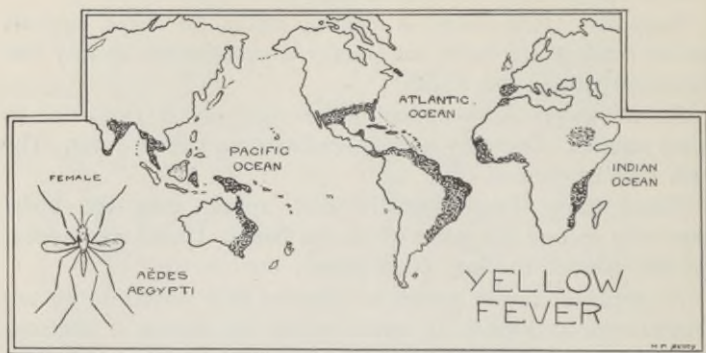 ATLANTIC
OCEAN
PACIFIC
OCEAN
INDIAN
OCEAN
FEMALE
AËDES
AEGYPTI
YELLOW
FEVER